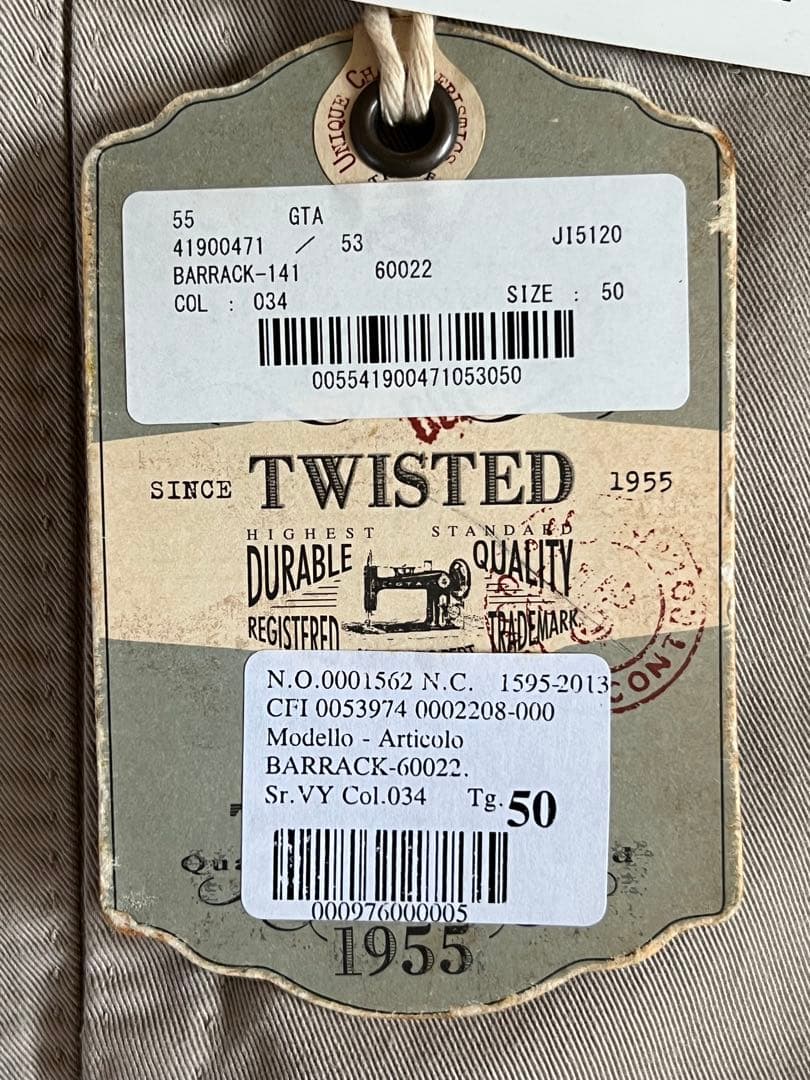 UNIQUE
55 GTA
41900471 / 53 JI5120
BARRACK-141 60022
COL : 034 SIZE : 50
005541900471053050
SINCE TWISTED 1955
HIGHEST STANDARD
DURABLE QUALITY
REGISTERED TRADEMARK
CONT
N.O.0001562 N.C. 1595-2013
CFI 0053974 0002208-000
Modello - Articolo
BARRACK-60022.
Sr.VY Col.034 Tg.50
000976000005
1955